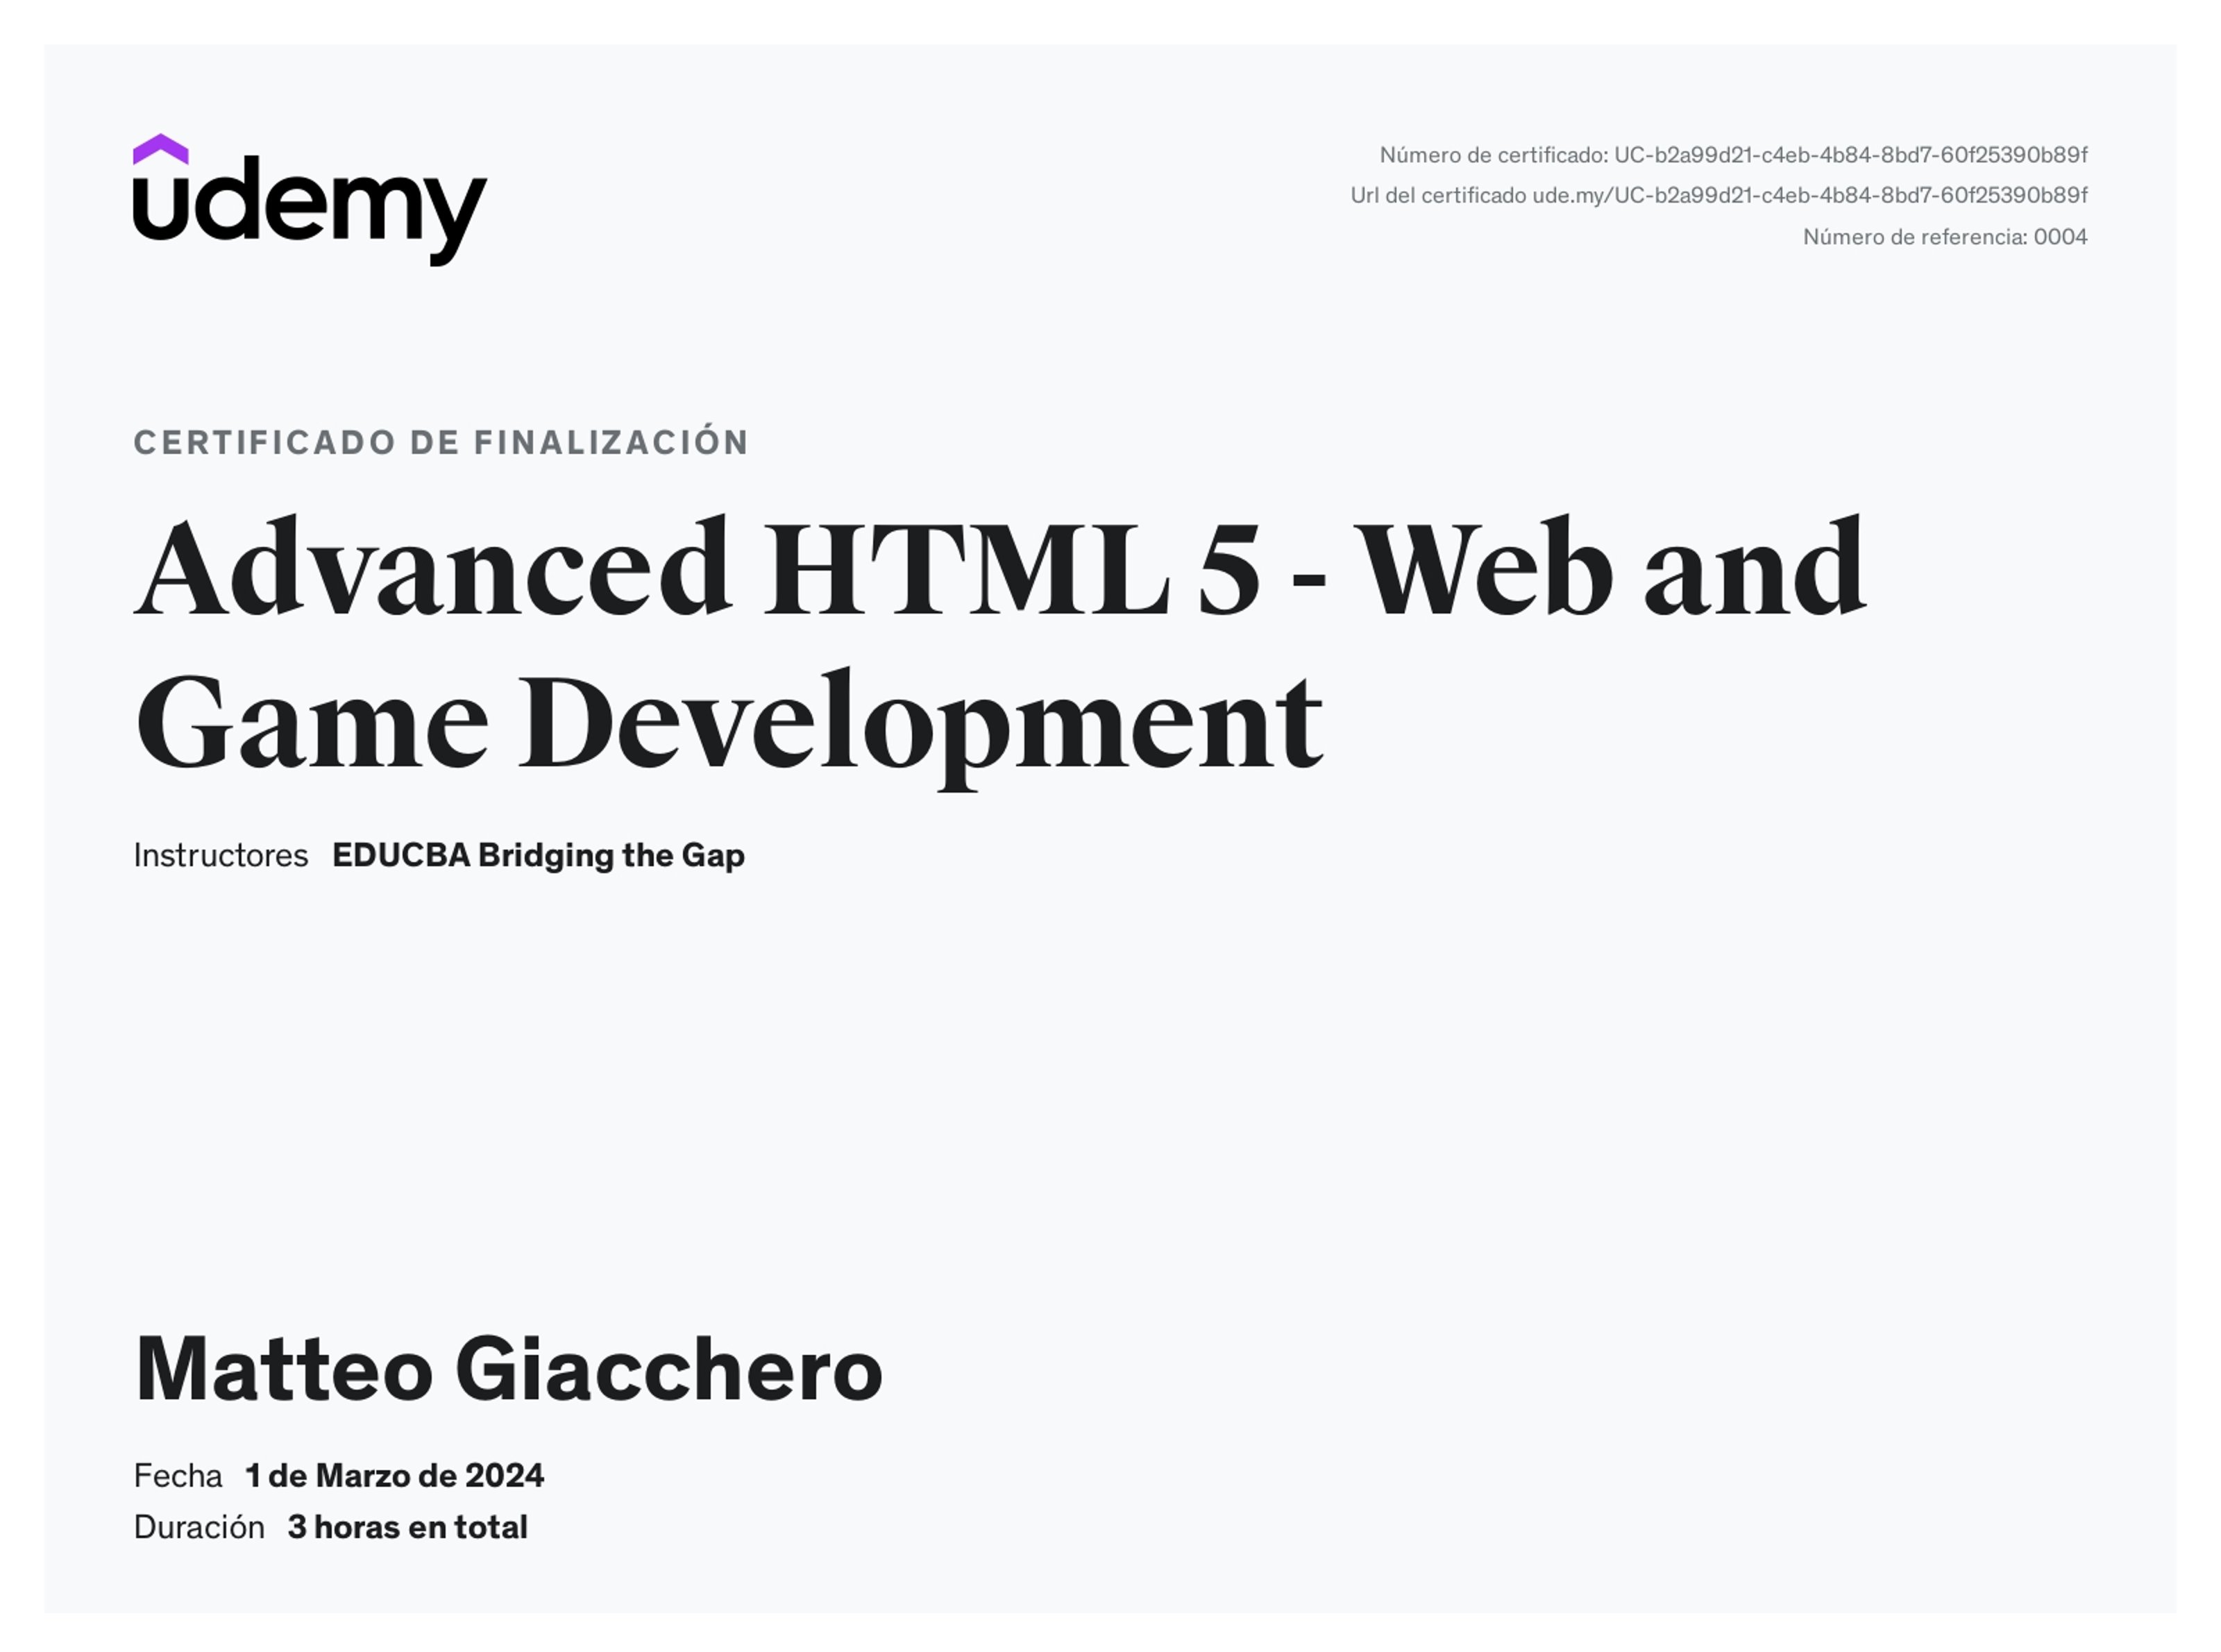 udemy
Número de certificado: UC-b2a99d21-c4eb-4b84-8bd7-60f25390b89f
Url del certificado ude.my/UC-b2a99d21-c4eb-4b84-8bd7-60f25390b89f
Número de referencia: 0004
CERTIFICADO DE FINALIZACIÓN
Advanced HTML 5 - Web and
Game Development
Instructores EDUCBA Bridging the Gap
Matteo Giacchero
Fecha 1 de Marzo de 2024
Duración 3 horas en total